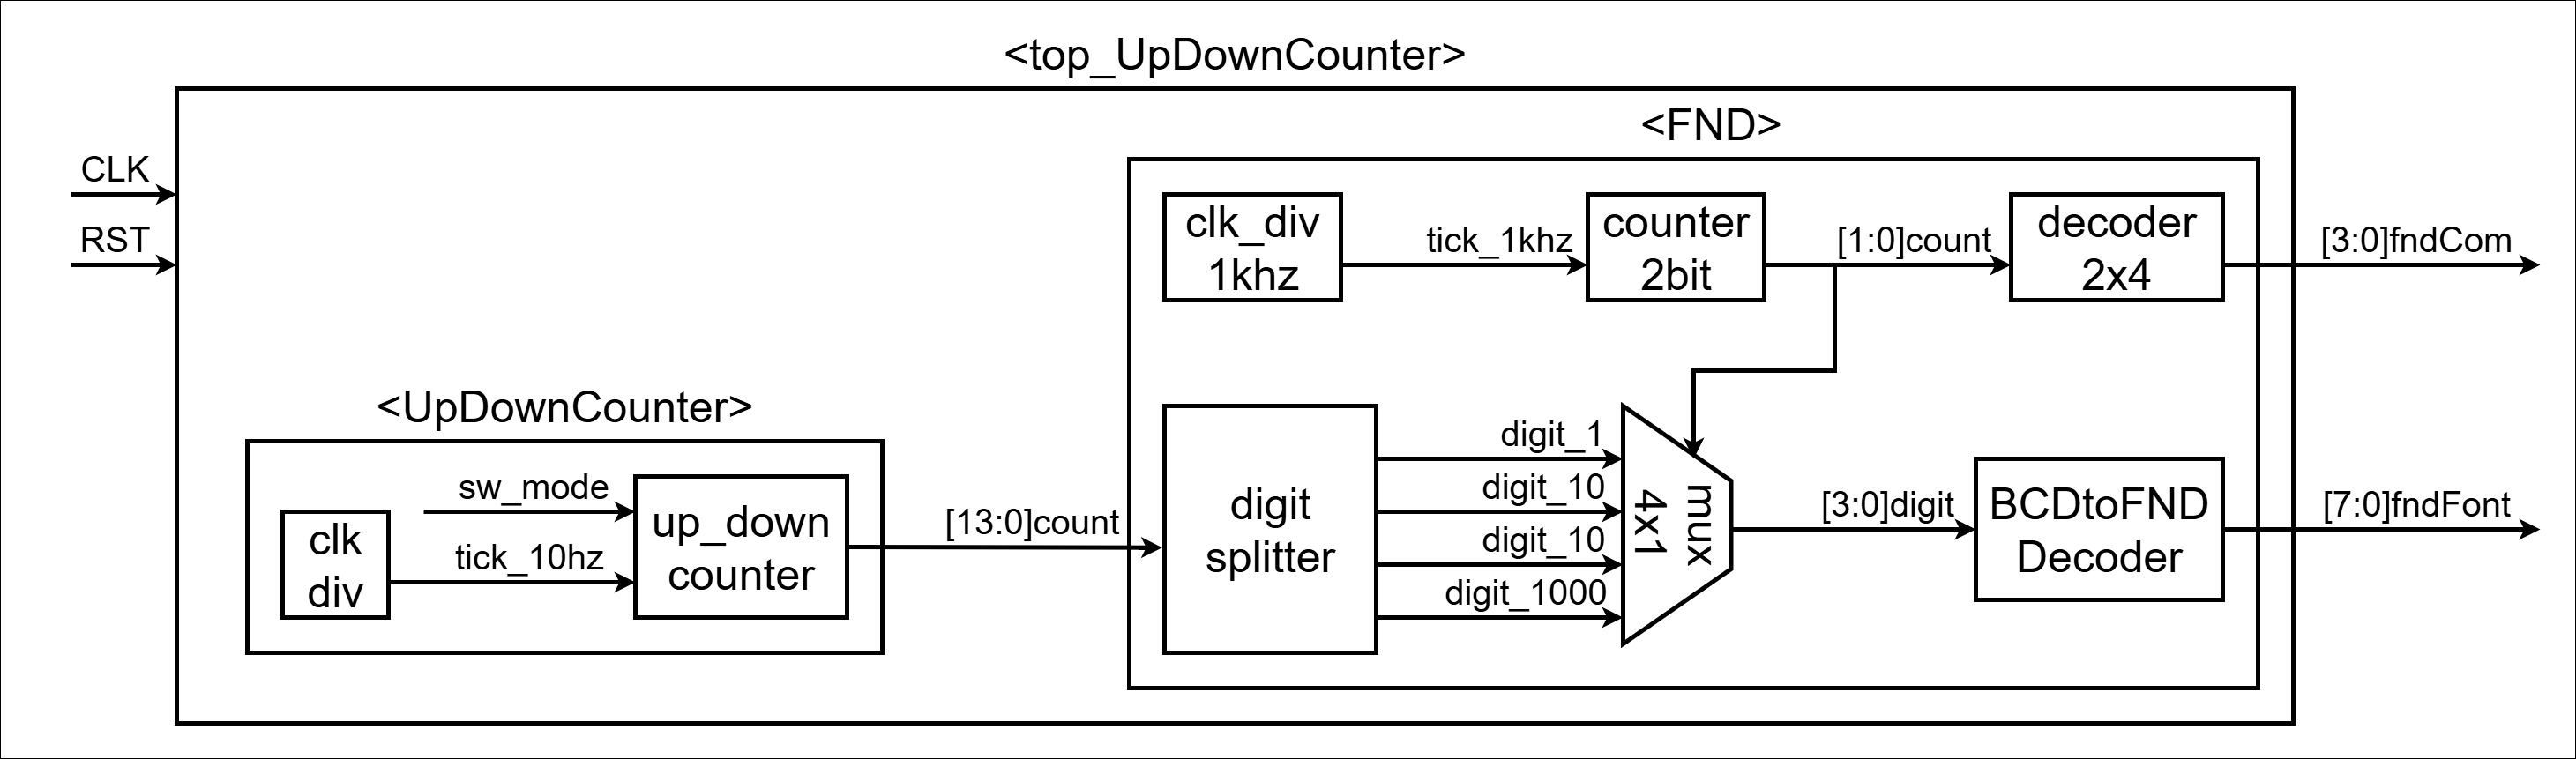 <top_UpDownCounter>
<FND>
CLK
RST
clk_div
1khz
tick_1khz
counter
2bit
[1:0]count
decoder
2x4
[3:0]fndCom
<UpDownCounter>
clk
div
sw_mode
tick_10hz
up_down
counter
[13:0]count
digit
splitter
digit_1
digit_10
digit_10
digit_1000
mux
4x1
[3:0]digit
BCDtoFND
Decoder
[7:0]fndFont